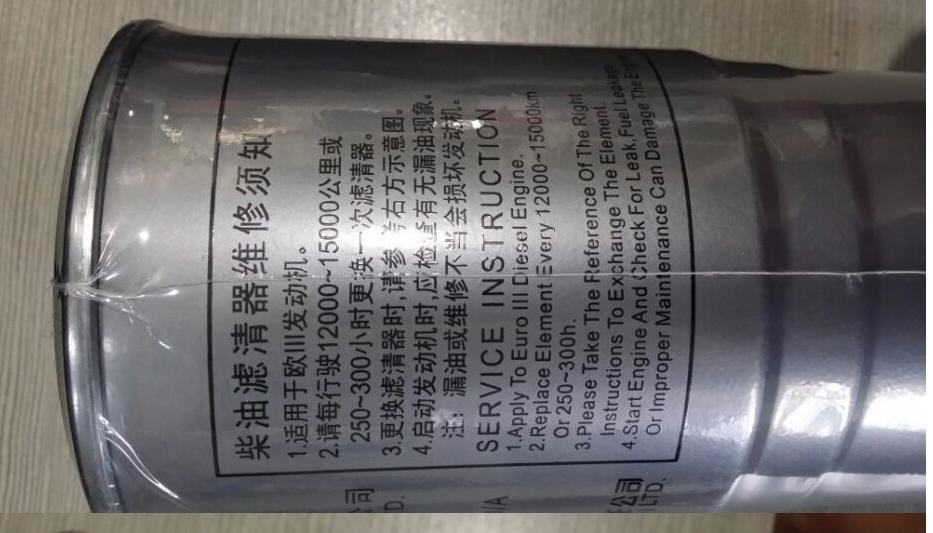 柴油滤清器维修须知
1.适用于欧III发动机。
2.请每行驶12000~15000公里或
250~300小时更换一次滤清器。
3.更换滤清器时,请参考右方示意图。
4.启动发动机时,应检查有无漏油现象。
注：漏油或维修不当会损坏发动机。
SERVICE INSTRUCTION
1.Apply To Euro III Diesel Engine.
2.Replace Element Every 12000~15000km
Or 250~300h.
3.Please Take The Reference Of The Right
Instructions To Exchange The Element.
4.Start Engine And Check For Leak,Fuel Leakage
Or Improper Maintenance Can Damage The
公司
D.
公司
LTD.